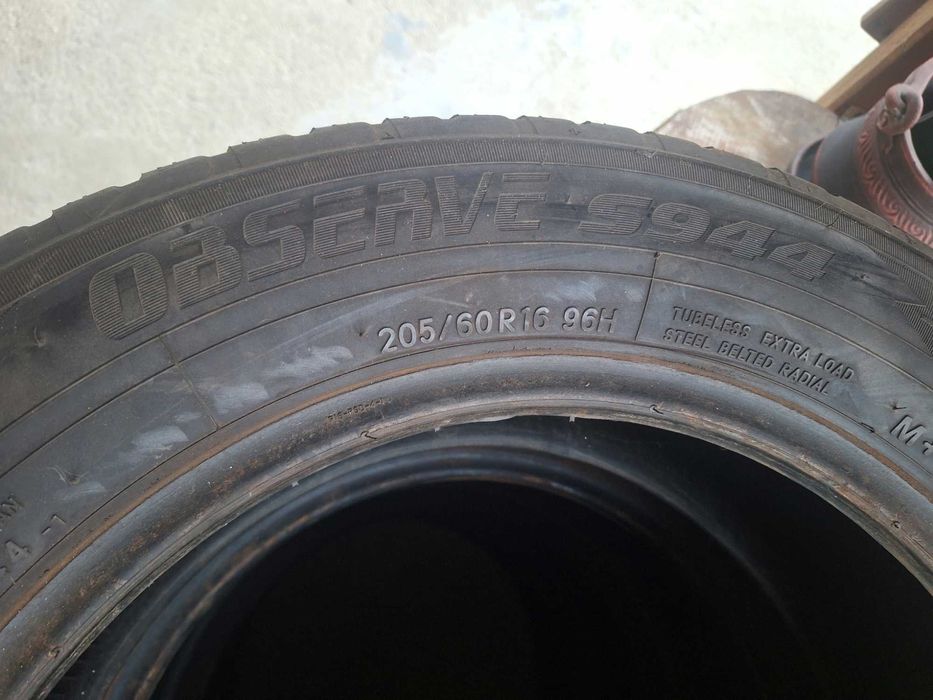 OBSERVE S944
205/60R16 96H
TUBELESS EXTRA LOAD
STEEL BELTED RADIAL
M